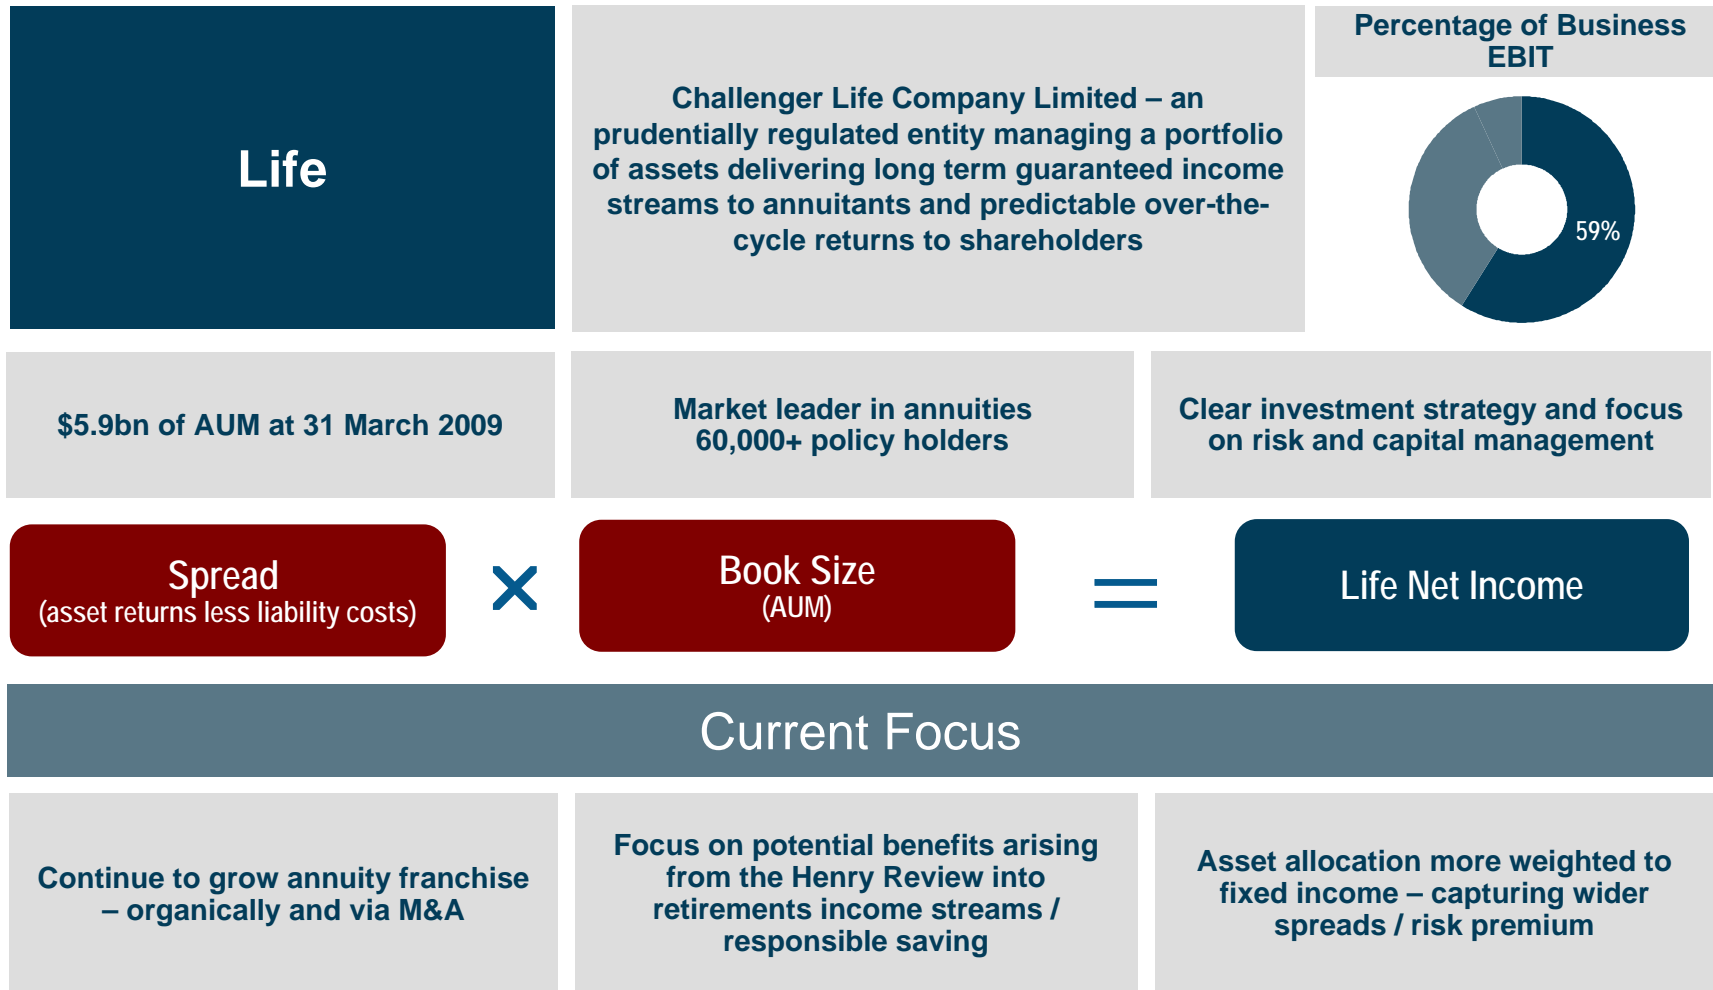 Life
Challenger Life Company Limited – an
prudentially regulated entity managing a portfolio
of assets delivering long term guaranteed income
streams to annuitants and predictable over-the-
cycle returns to shareholders
Percentage of Business
EBIT
59%
$5.9bn of AUM at 31 March 2009
Market leader in annuities
60,000+ policy holders
Clear investment strategy and focus
on risk and capital management
Spread
(asset returns less liability costs)
×
Book Size
(AUM)
=
Life Net Income
Current Focus
Continue to grow annuity franchise
– organically and via M&A
Focus on potential benefits arising
from the Henry Review into
retirements income streams /
responsible saving
Asset allocation more weighted to
fixed income – capturing wider
spreads / risk premium